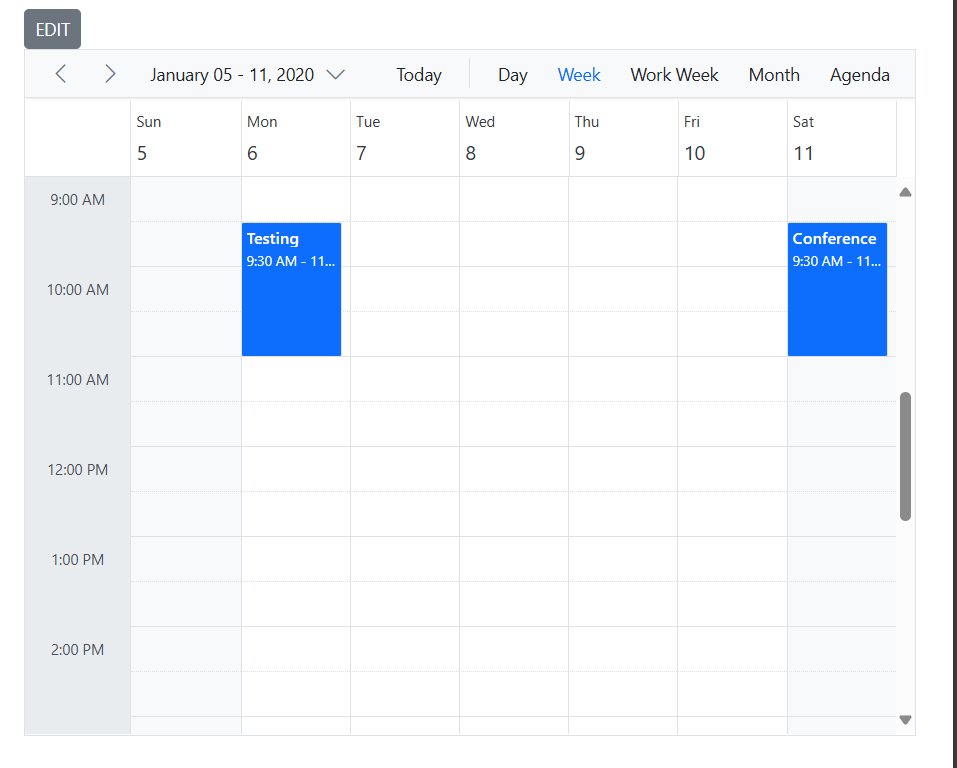 EDIT
January 05 - 11, 2020 Today Day Week Work Week Month Agenda
Sun Mon Tue Wed Thu Fri Sat
5 6 7 8 9 10 11
9:00 AM
Testing Conference
9:30 AM - 11... 9:30 AM - 11...
10:00 AM
11:00 AM
12:00 PM
1:00 PM
2:00 PM